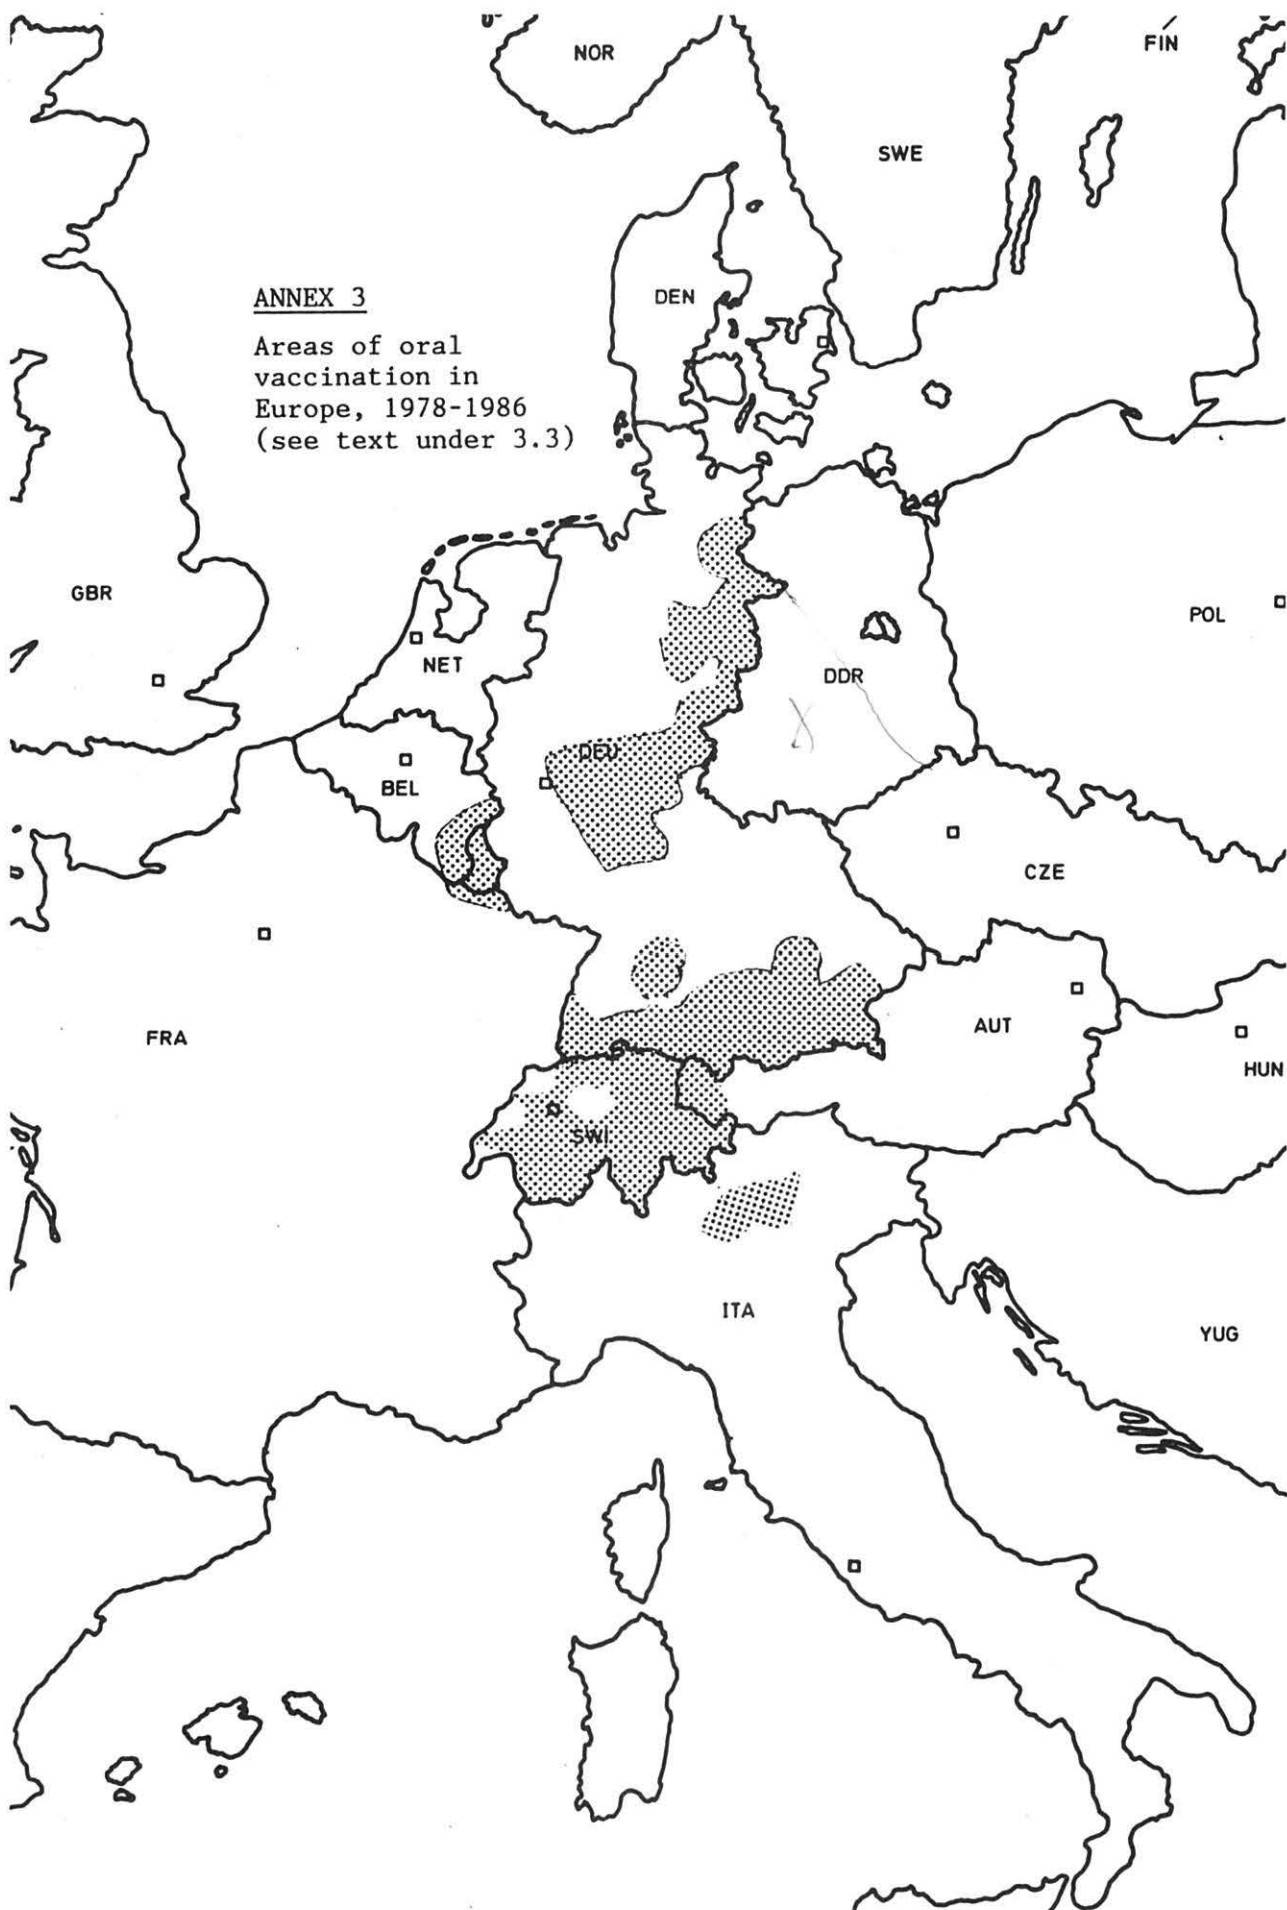 NOR
FIN
SWE
ANNEX 3
DEN
Areas of oral
vaccination in
Europe, 1978-1986
(see text under 3.3)
GBR
POL
NET
DDR
DEU
BEL
CZE
FRA
AUT
HUN
SWI
ITA
YUG